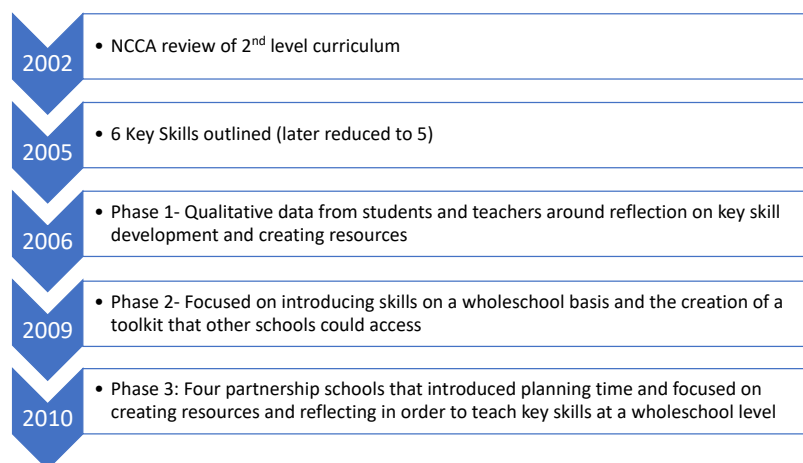 2002
• NCCA review of 2nd level curriculum
2005
• 6 Key Skills outlined (later reduced to 5)
2006
• Phase 1- Qualitative data from students and teachers around reflection on key skill
development and creating resources
2009
• Phase 2- Focused on introducing skills on a wholeschool basis and the creation of a
toolkit that other schools could access
2010
• Phase 3: Four partnership schools that introduced planning time and focused on
creating resources and reflecting in order to teach key skills at a wholeschool level